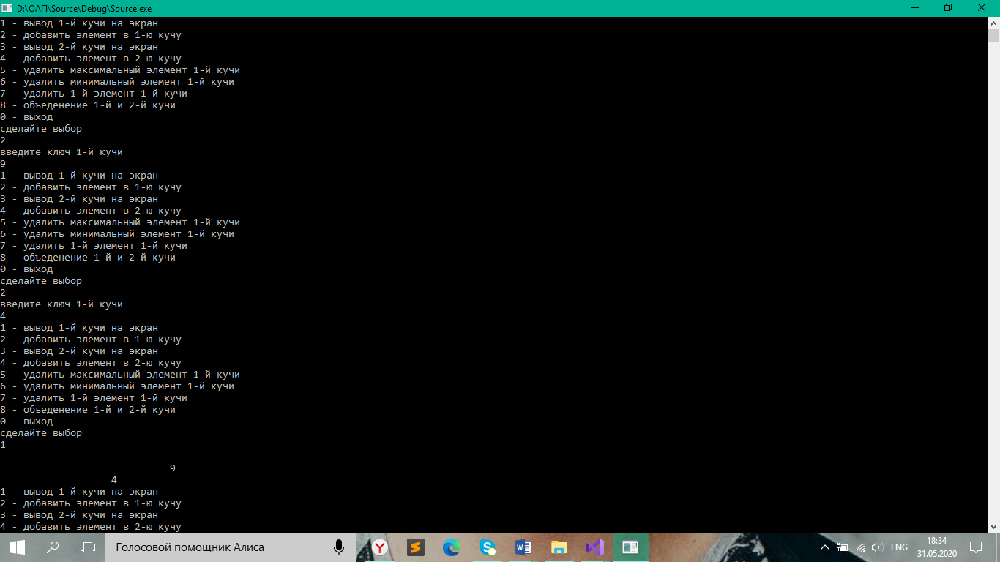 D:\ОАП\Source\Debug\Source.exe
1 - вывод 1-й кучи на экран
2 - добавить элемент в 1-ю кучу
3 - вывод 2-й кучи на экран
4 - добавить элемент в 2-ю кучу
5 - удалить максимальный элемент 1-й кучи
6 - удалить минимальный элемент 1-й кучи
7 - удалить 1-й элемент 1-й кучи
8 - объеденение 1-й и 2-й кучи
0 - выход
сделайте выбор
2
введите ключ 1-й кучи
9
1 - вывод 1-й кучи на экран
2 - добавить элемент в 1-ю кучу
3 - вывод 2-й кучи на экран
4 - добавить элемент в 2-ю кучу
5 - удалить максимальный элемент 1-й кучи
6 - удалить минимальный элемент 1-й кучи
7 - удалить 1-й элемент 1-й кучи
8 - объеденение 1-й и 2-й кучи
0 - выход
сделайте выбор
2
введите ключ 1-й кучи
4
1 - вывод 1-й кучи на экран
2 - добавить элемент в 1-ю кучу
3 - вывод 2-й кучи на экран
4 - добавить элемент в 2-ю кучу
5 - удалить максимальный элемент 1-й кучи
6 - удалить минимальный элемент 1-й кучи
7 - удалить 1-й элемент 1-й кучи
8 - объеденение 1-й и 2-й кучи
0 - выход
сделайте выбор
1
9
4
1 - вывод 1-й кучи на экран
2 - добавить элемент в 1-ю кучу
3 - вывод 2-й кучи на экран
4 - добавить элемент в 2-ю кучу
Голосовой помощник Алиса
ENG
18:34
31.05.2020